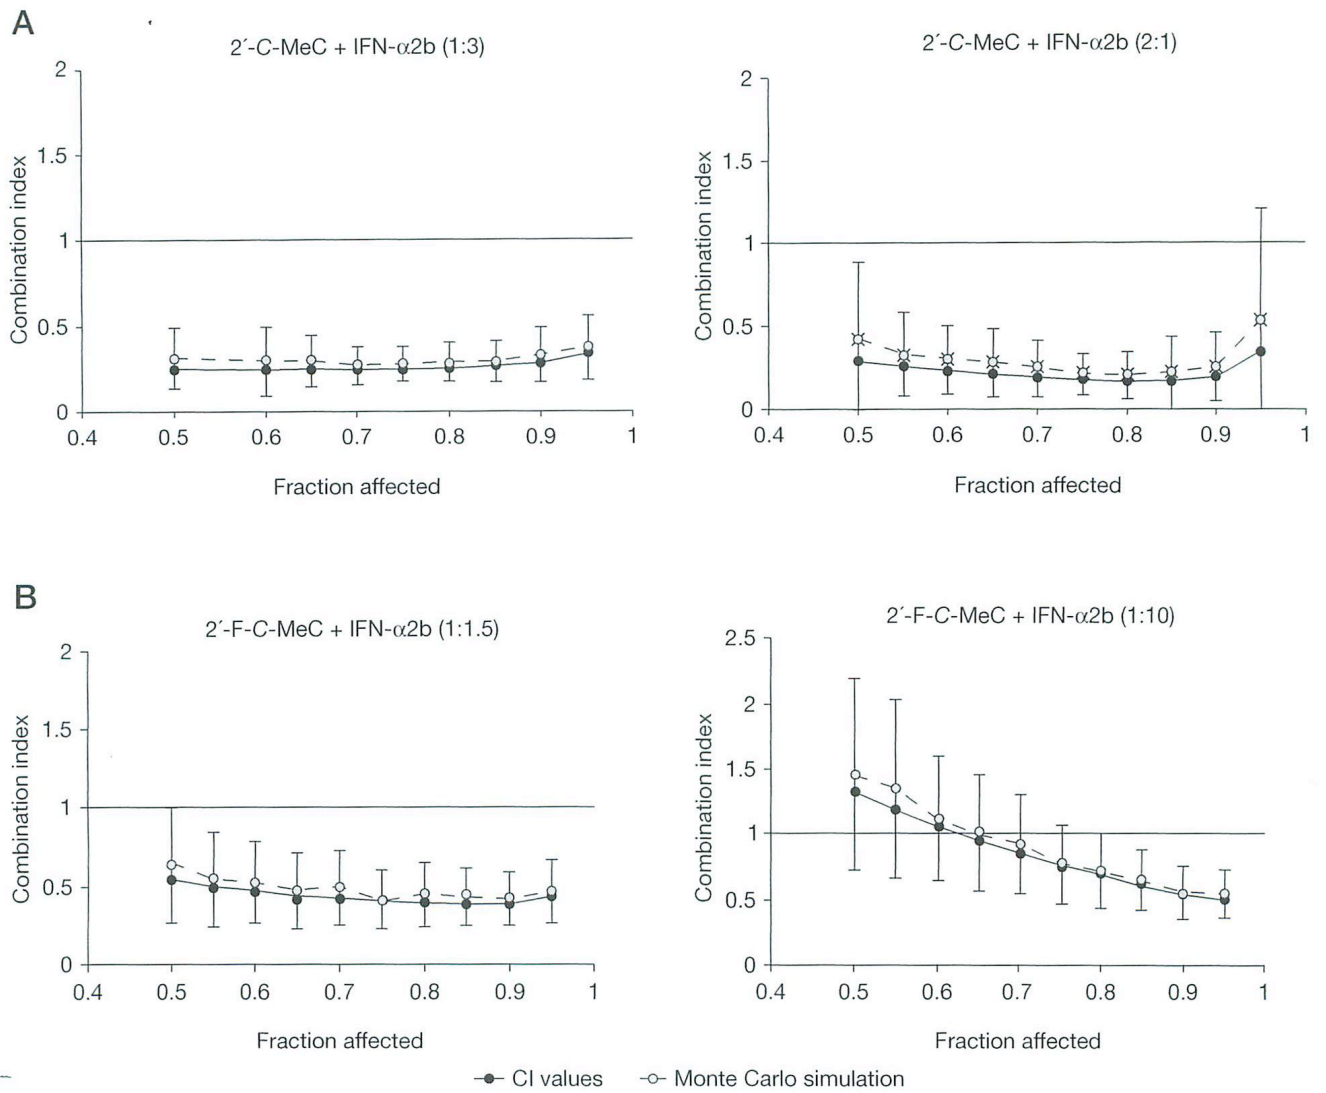 A
2´-C-MeC + IFN-α2b (1:3)
2
1.5
1
0.5
0
0.4 0.5 0.6 0.7 0.8 0.9 1
Combination index
Fraction affected
2´-C-MeC + IFN-α2b (2:1)
2
1.5
1
0.5
0
0.4 0.5 0.6 0.7 0.8 0.9 1
Combination index
Fraction affected
B
2´-F-C-MeC + IFN-α2b (1:1.5)
2
1.5
1
0.5
0
0.4 0.5 0.6 0.7 0.8 0.9 1
Combination index
Fraction affected
2´-F-C-MeC + IFN-α2b (1:10)
2.5
2
1.5
1
0.5
0
0.4 0.5 0.6 0.7 0.8 0.9 1
Combination index
Fraction affected
CI values Monte Carlo simulation